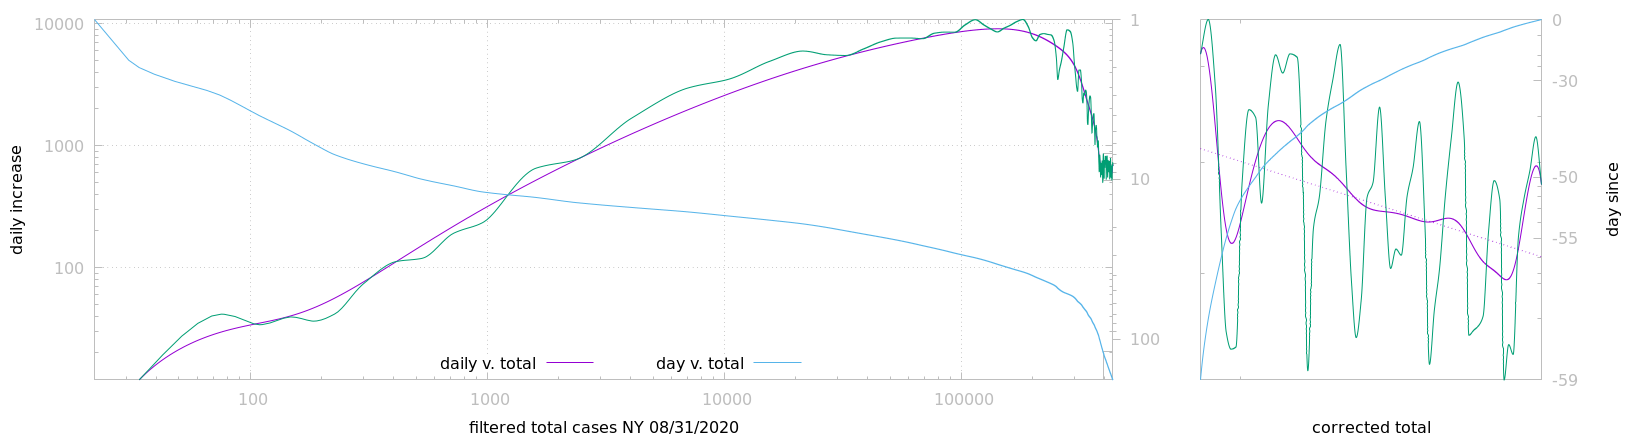 10000
1000
100
daily increase
100
1000
10000
100000
filtered total cases NY 08/31/2020
daily v. total
day v. total
1
10
100
0
-30
-50
-55
-59
day since
corrected total